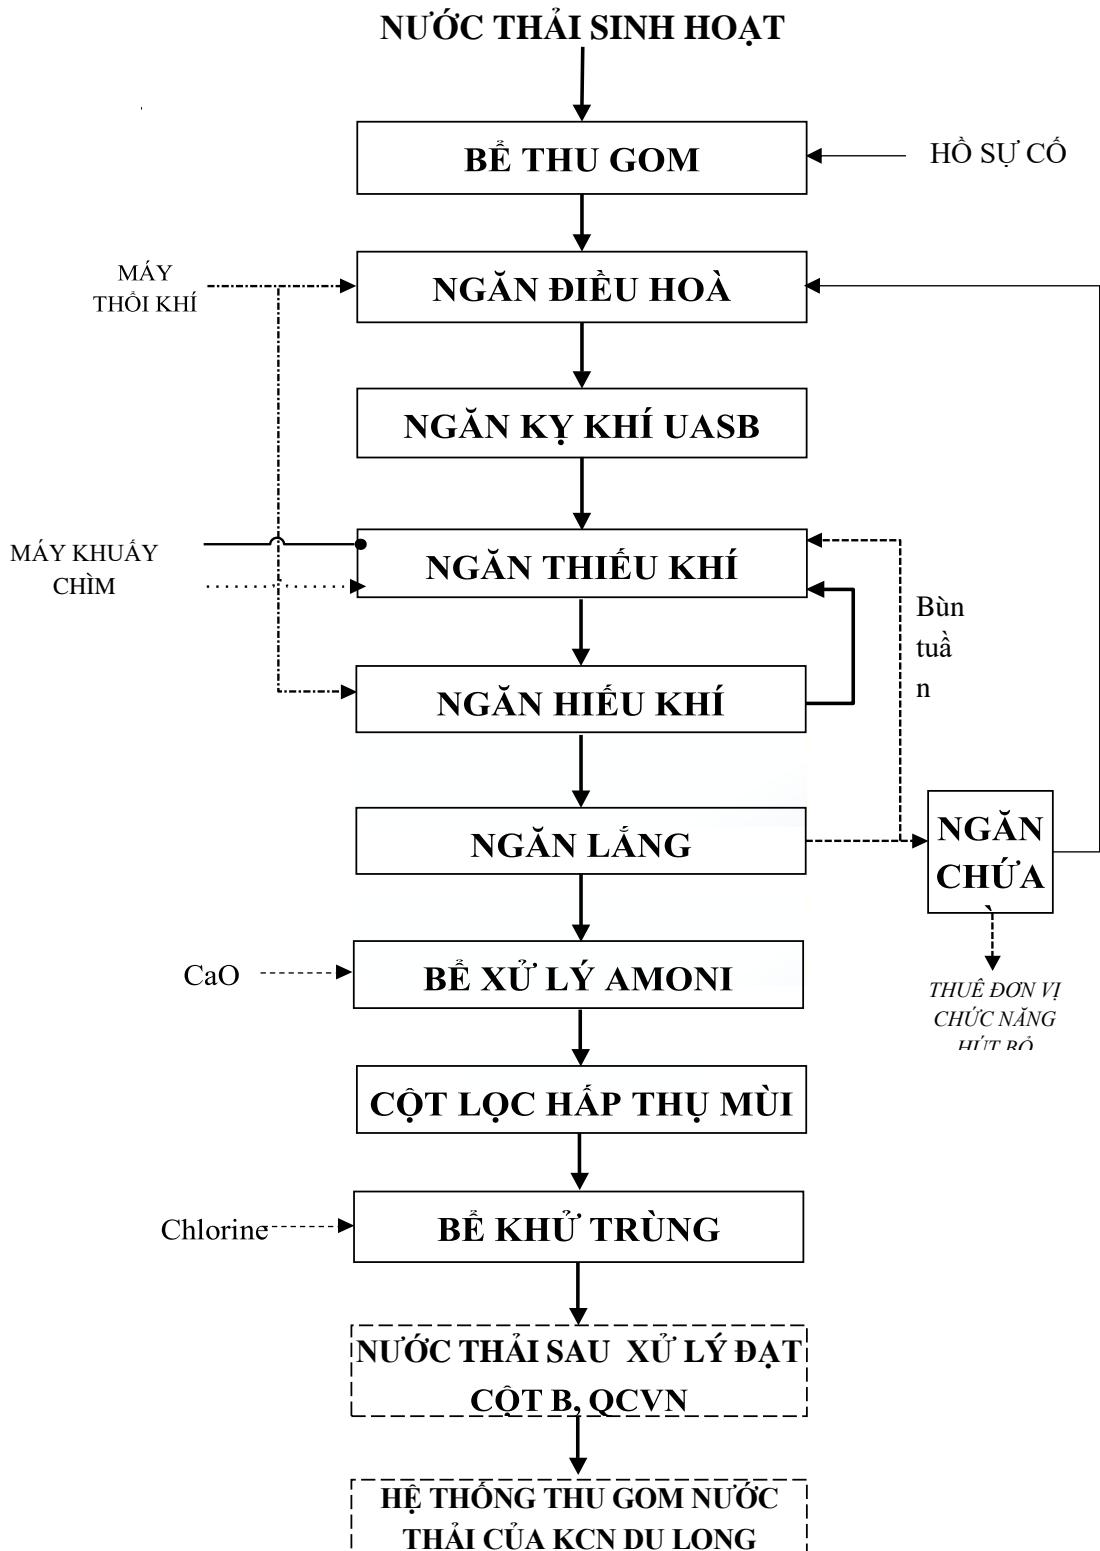 NƯỚC THẢI SINH HOẠT
BỂ THU GOM
HỒ SỰ CỐ
MÁY
THỔI KHÍ
NGĂN ĐIỀU HOÀ
NGĂN KỴ KHÍ UASB
MÁY KHUẤY
CHÌM
NGĂN THIẾU KHÍ
Bùn
tuầ
n
NGĂN HIẾU KHÍ
NGĂN LẮNG
NGĂN
CHỨA
CaO
BỂ XỬ LÝ AMONI
THUÊ ĐƠN VỊ
CHỨC NĂNG
HÚT BỎ
CỘT LỌC HẤP THỤ MÙI
Chlorine
BỂ KHỬ TRÙNG
NƯỚC THẢI SAU XỬ LÝ ĐẠT
CỘT B, QCVN
HỆ THỐNG THU GOM NƯỚC
THẢI CỦA KCN DU LONG